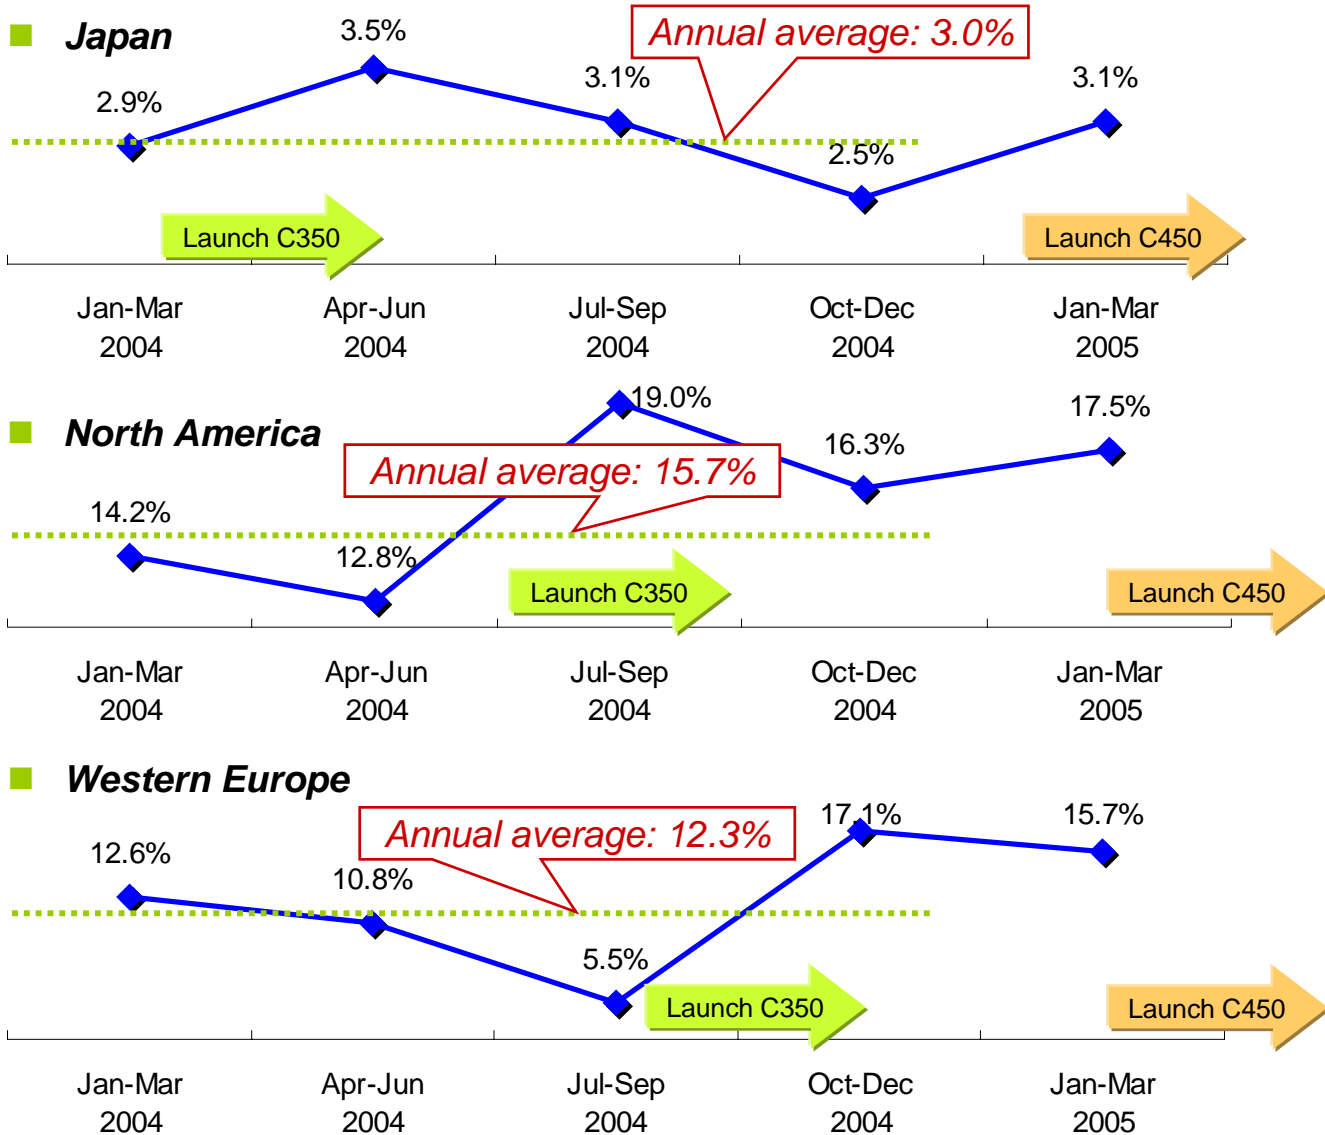 Japan
3.5%
Annual average: 3.0%
2.9%
3.1%
3.1%
2.5%
Launch C350
Launch C450
Jan-Mar Apr-Jun Jul-Sep Oct-Dec Jan-Mar
2004 2004 2004 2004 2005
North America
19.0%
17.5%
16.3%
Annual average: 15.7%
14.2%
12.8%
Launch C350
Launch C450
Jan-Mar Apr-Jun Jul-Sep Oct-Dec Jan-Mar
2004 2004 2004 2004 2005
Western Europe
17.1%
15.7%
Annual average: 12.3%
12.6%
10.8%
5.5%
Launch C350
Launch C450
Jan-Mar Apr-Jun Jul-Sep Oct-Dec Jan-Mar
2004 2004 2004 2004 2005